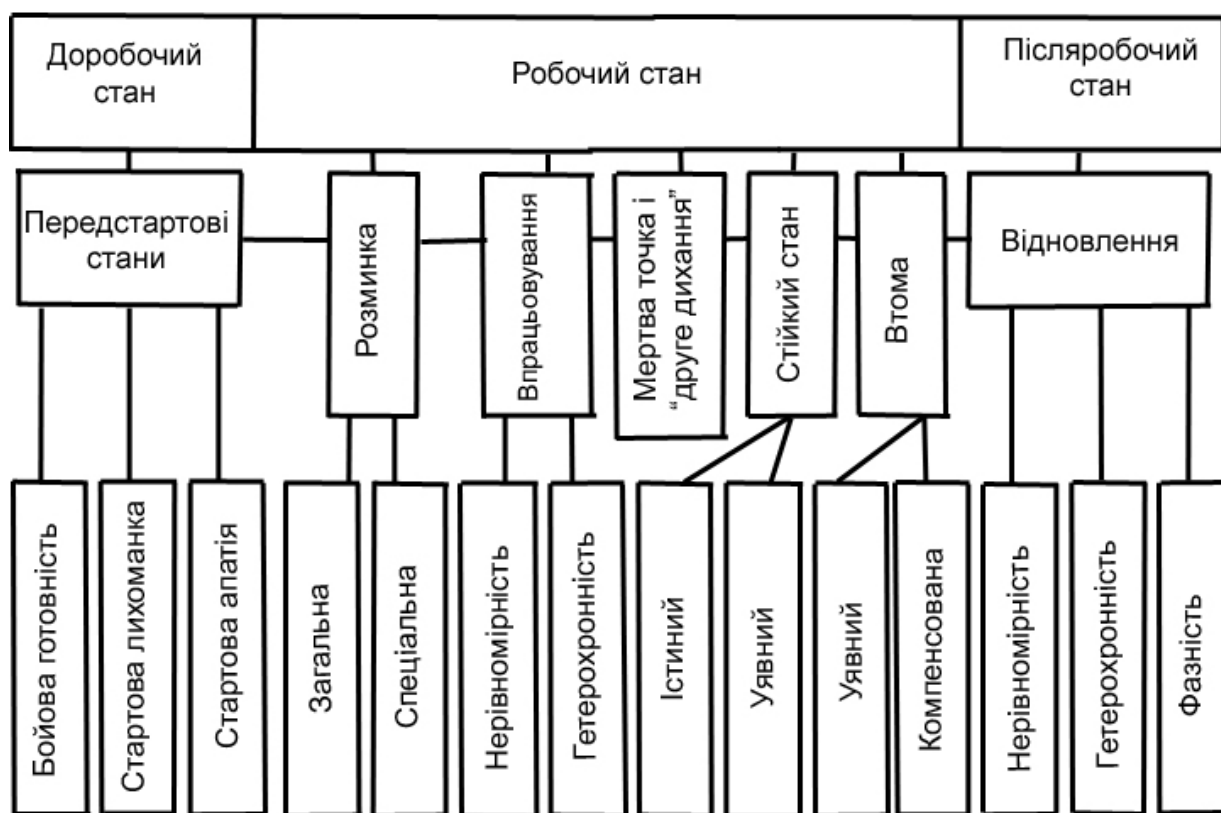 Доробочий
стан
Робочий стан
Післяробочий
стан
Передстартові
стани
Розминка
Впрацьовування
Мертва точка і
“друге дихання”
Стійкий стан
Втома
Відновлення
Бойова готовність
Стартова лихоманка
Стартова апатія
Загальна
Спеціальна
Нерівномірність
Гетерохронність
Істиний
Уявний
Уявний
Компенсована
Нерівномірність
Гетерохронність
Фазність